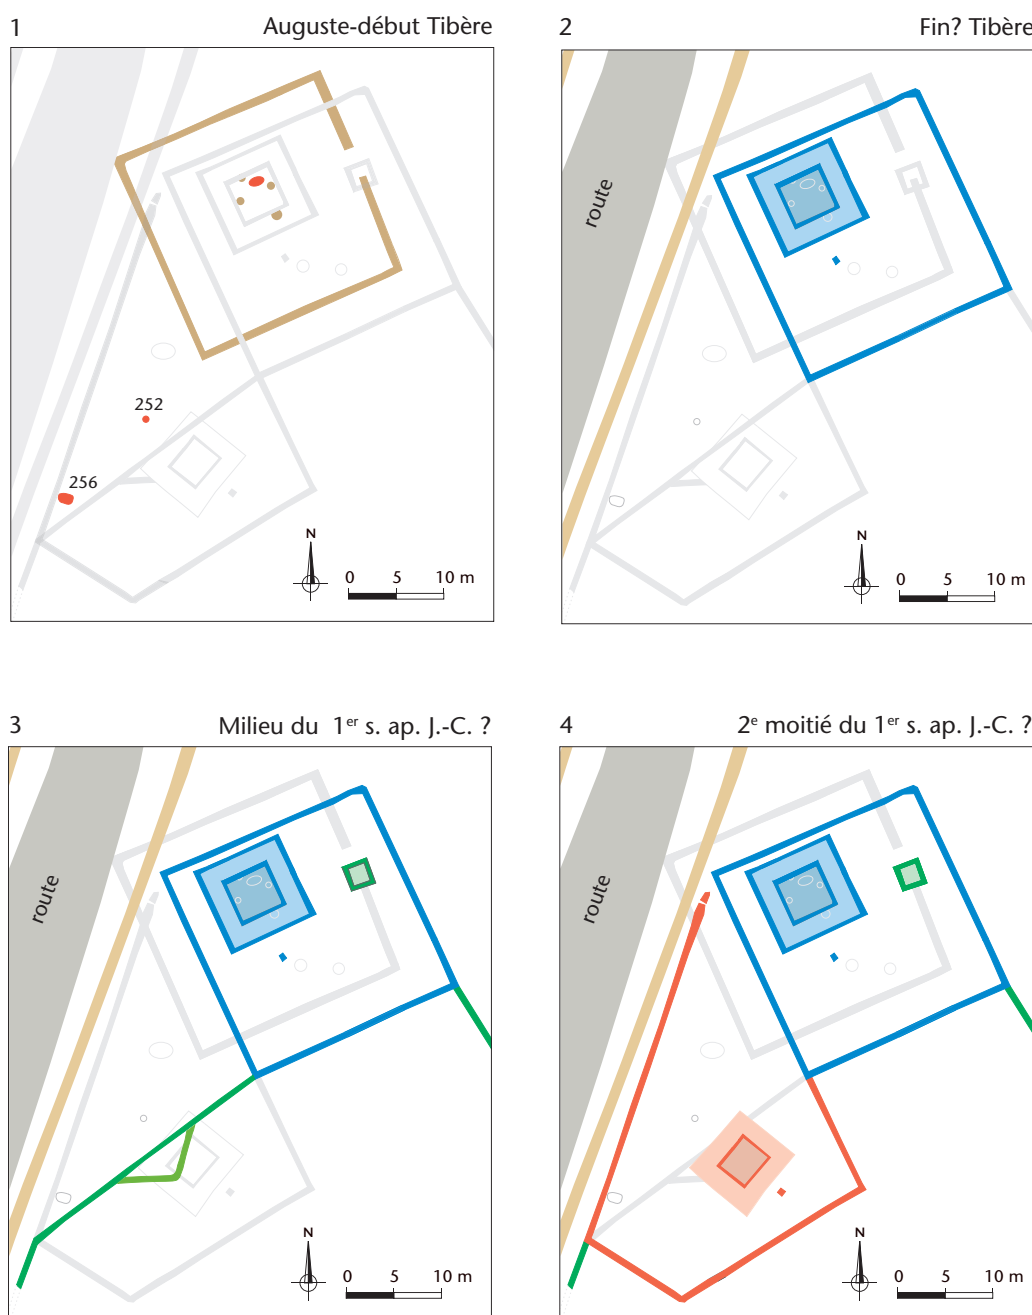 1 Auguste-début Tibère
252
256
N
0 5 10 m
2 Fin? Tibère
route
N
0 5 10 m
3 Milieu du 1er s. ap. J.-C. ?
route
N
0 5 10 m
4 2e moitié du 1er s. ap. J.-C. ?
route
N
0 5 10 m